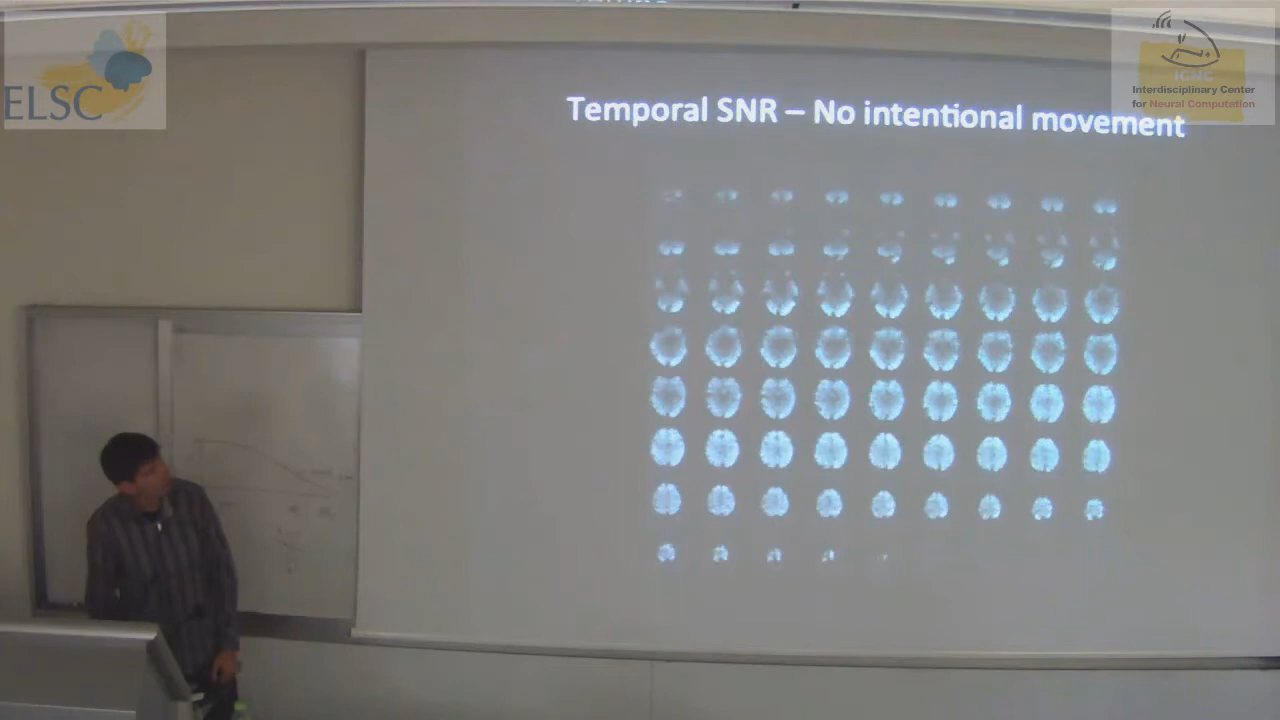 ELSC
ICNC
Interdisciplinary Center
for Neural Computation
Temporal SNR – No intentional movement